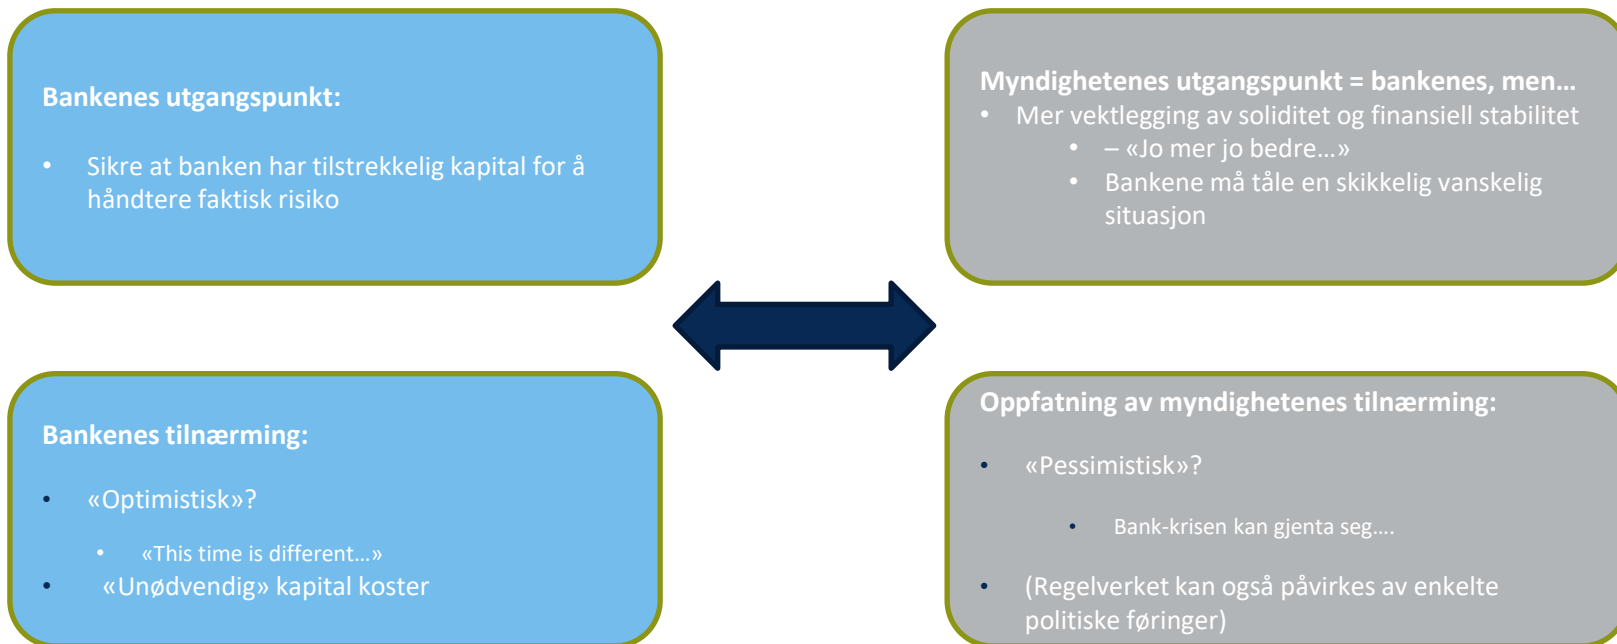 Bankenes utgangspunkt:
• Sikre at banken har tilstrekkelig kapital for å
håndtere faktisk risiko
Myndighetenes utgangspunkt = bankenes, men…
• Mer vektlegging av soliditet og finansiell stabilitet
• – «Jo mer jo bedre…»
• Bankene må tåle en skikkelig vanskelig
situasjon
Bankenes tilnærming:
• «Optimistisk»?
• «This time is different…»
• «Unødvendig» kapital koster
Oppfatning av myndighetenes tilnærming:
• «Pessimistisk»?
• Bank-krisen kan gjenta seg….
• (Regelverket kan også påvirkes av enkelte
politiske føringer)